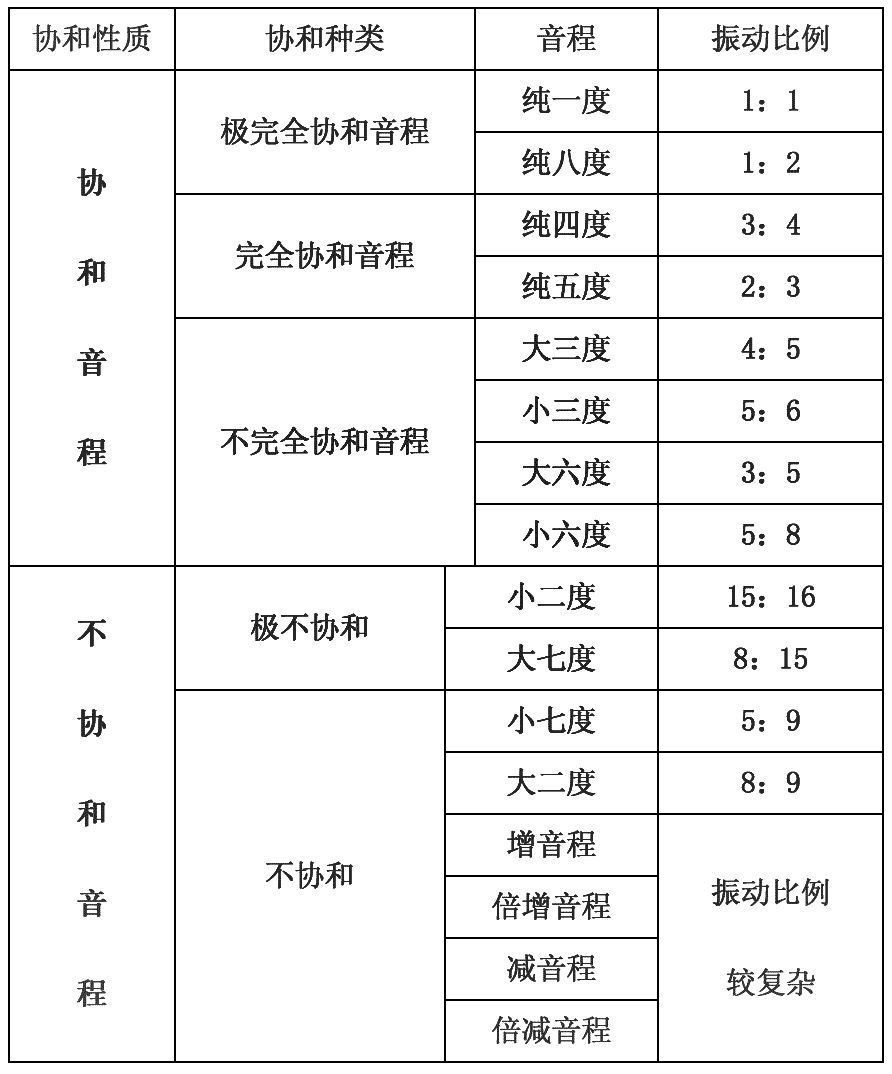 协和性质 协和种类 音程 振动比例
协和音程 极完全协和音程 纯一度 1：1
纯八度 1：2
完全协和音程 纯四度 3：4
纯五度 2：3
不完全协和音程 大三度 4：5
小三度 5：6
大六度 3：5
小六度 5：8
不协和音程 极不协和 小二度 15：16
大七度 8：15
不协和 小七度 5：9
大二度 8：9
增音程 振动比例较复杂
倍增音程
减音程
倍减音程